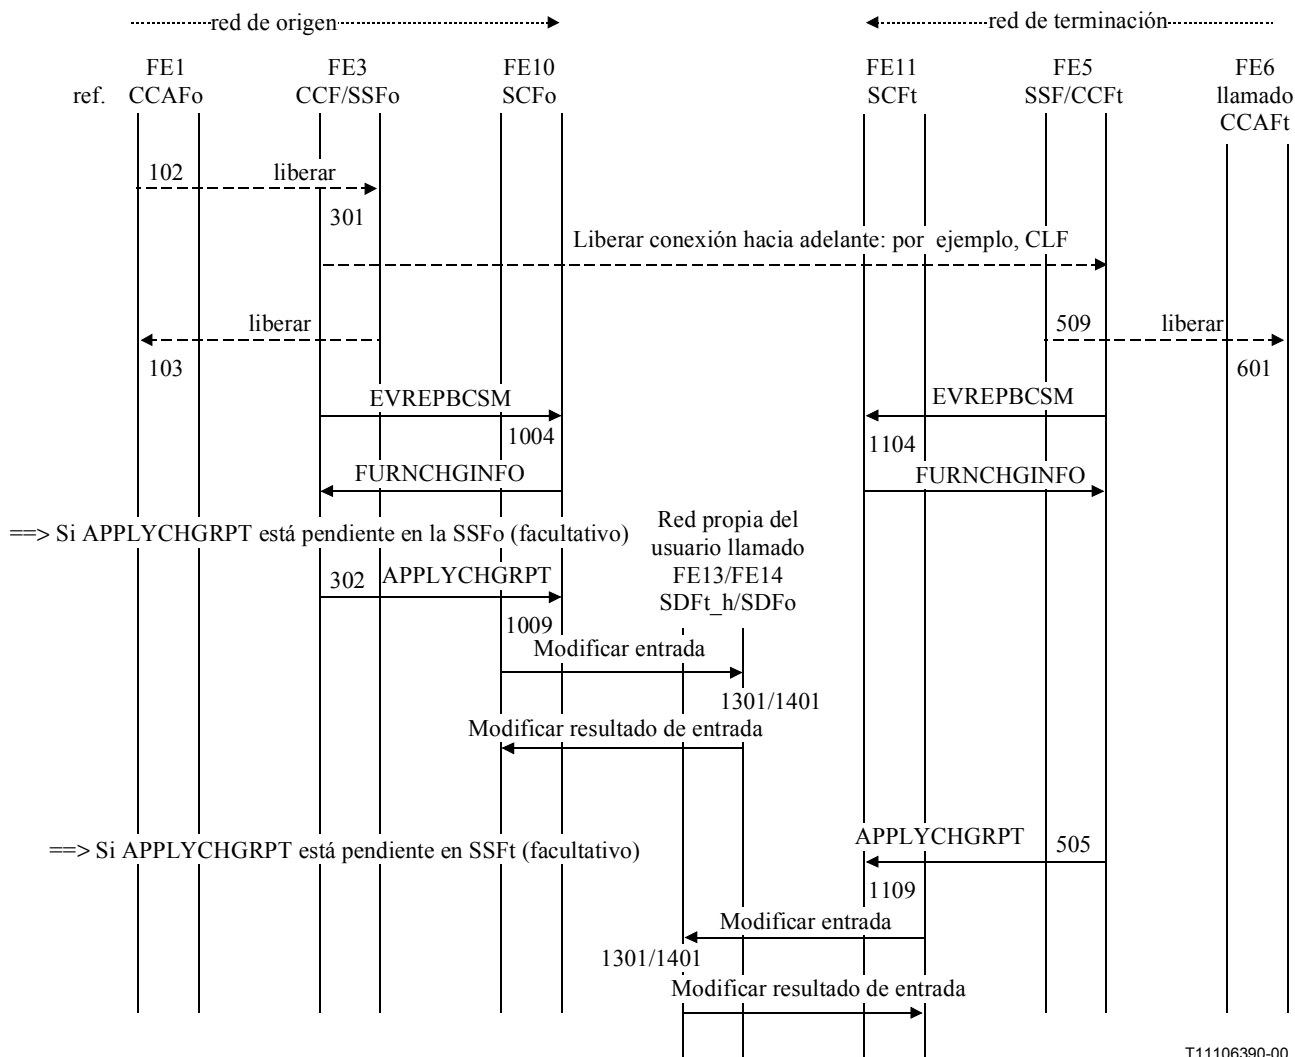 red de origen
red de terminación
FE1
FE3
FE10
FE11
FE5
FE6
ref.
CCAFo
CCF/SSFo
SCFo
SCFt
SSF/CCFt
llamado
CCAFt
102
liberar
301
Liberar conexión hacia adelante: por ejemplo, CLF
liberar
509
liberar
103
601
EVREPBCSM
EVREPBCSM
1004
1104
FURNCHGINFO
FURNCHGINFO
==> Si APPLYCHGRPT está pendiente en la SSFo (facultativo)
Red propia del
usuario llamado
FE13/FE14
SDFt_h/SDFo
302
APPLYCHGRPT
1009
Modificar entrada
1301/1401
Modificar resultado de entrada
==> Si APPLYCHGRPT está pendiente en SSFt (facultativo)
APPLYCHGRPT
505
1109
Modificar entrada
1301/1401
Modificar resultado de entrada
T11106390-00